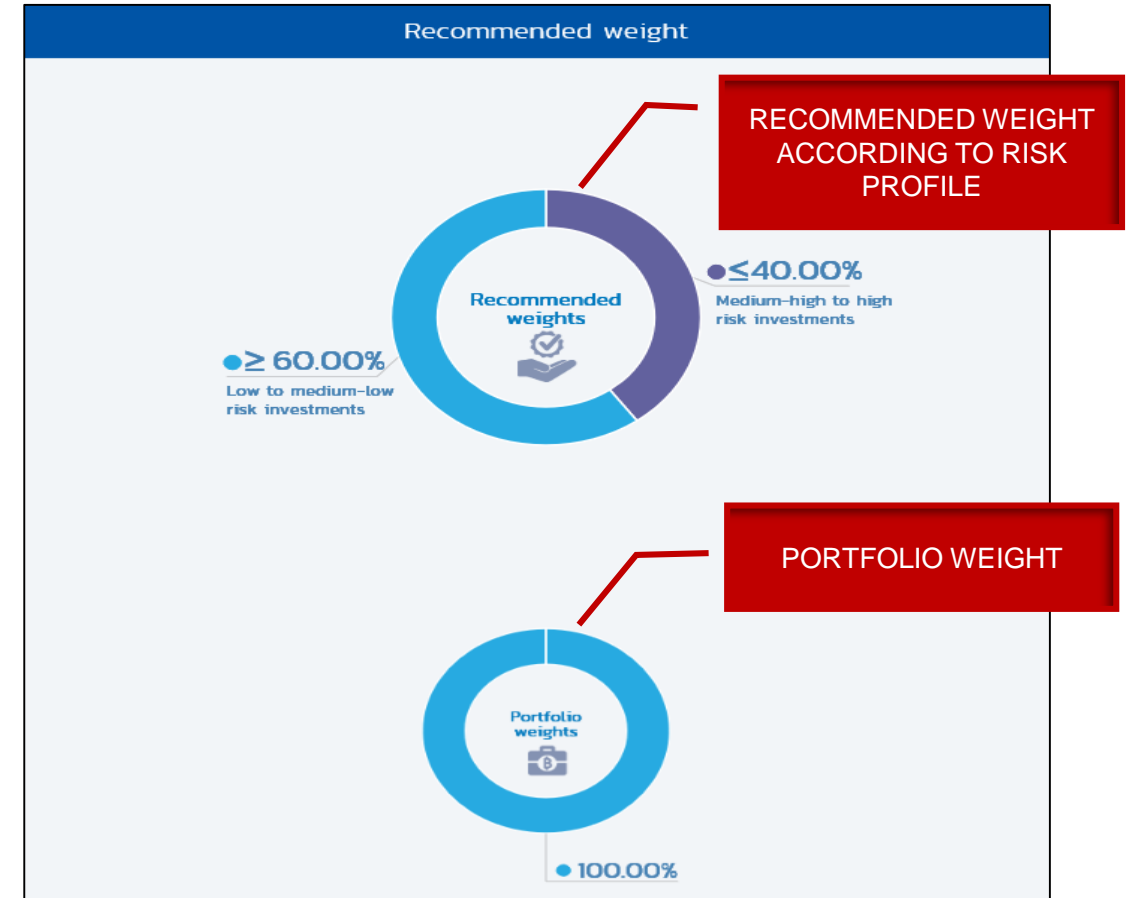 Recommended weight
RECOMMENDED WEIGHT
ACCORDING TO RISK
PROFILE
≤40.00%
Medium-high to high
risk investments
Recommended
weights
≥ 60.00%
Low to medium-low
risk investments
PORTFOLIO WEIGHT
Portfolio
weights
฿
100.00%